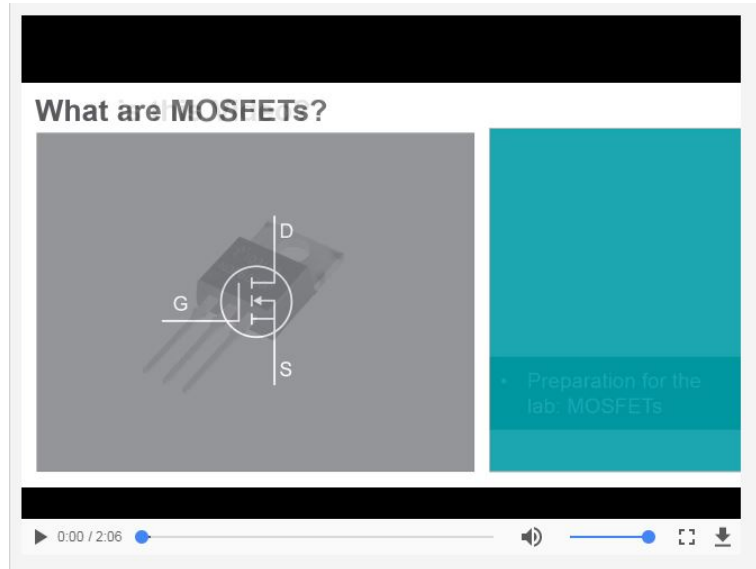 What are MOSFETs?
D
G
S
• Preparation for the
lab: MOSFETs
0:00 / 2:06